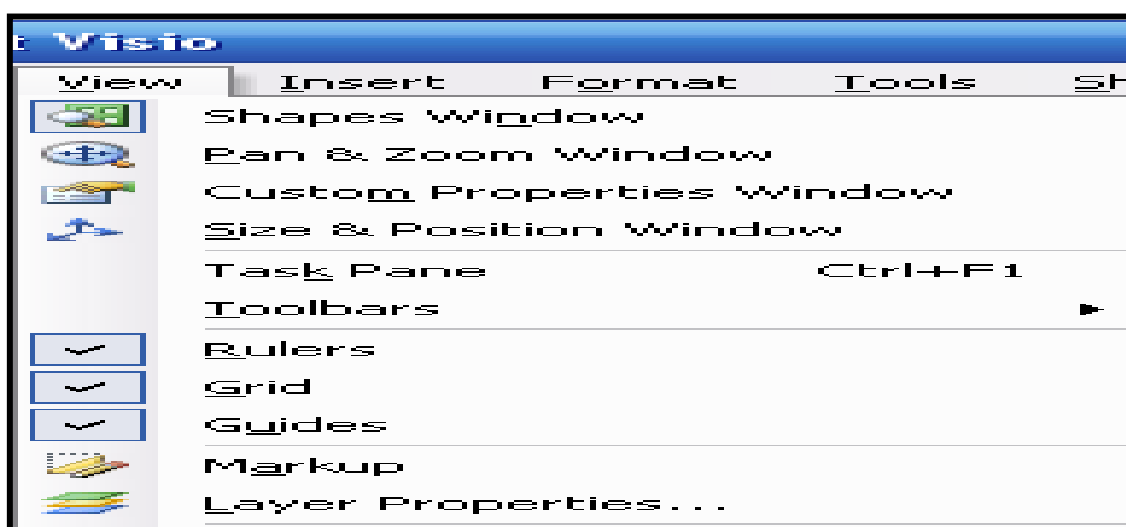 t Visio
View Insert Format Tools Sh
Shapes Window
Pan & Zoom Window
Custom Properties Window
Size & Position Window
Task Pane Ctrl+F1
Toolbars
Rulers
Grid
Guides
Markup
Layer Properties...